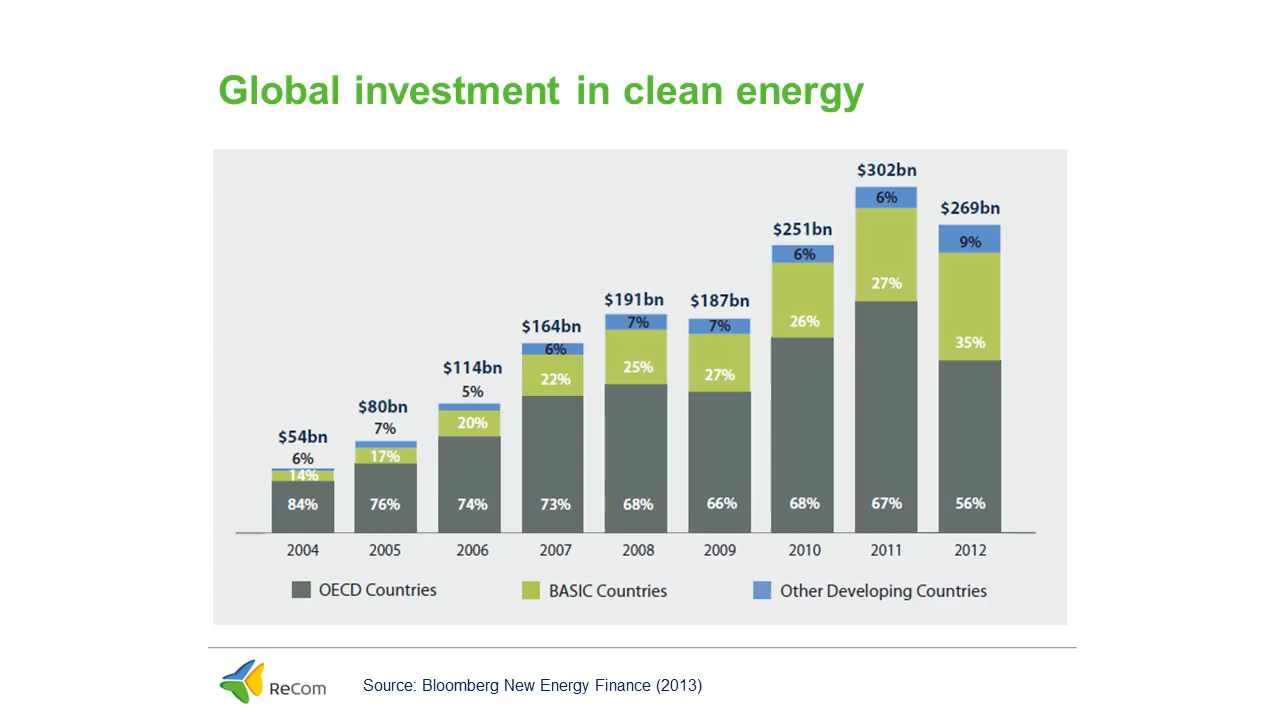 Global investment in clean energy
$302bn
6%
$269bn
$251bn
9%
6%
27%
$191bn
$187bn
26%
$164bn
7%
7%
35%
6%
$114bn
25%
27%
22%
5%
$80bn
20%
7%
$54bn
17%
6%
14%
84%
76%
74%
73%
68%
66%
68%
67%
56%
2004 2005 2006 2007 2008 2009 2010 2011 2012
OECD Countries BASIC Countries Other Developing Countries
ReCom
Source: Bloomberg New Energy Finance (2013)